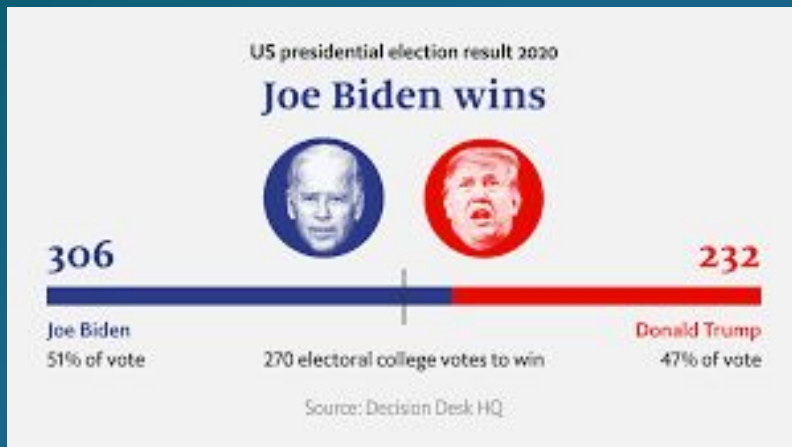 US presidential election result 2020
Joe Biden wins
306
232
Joe Biden
Donald Trump
51% of vote
270 electoral college votes to win
47% of vote
Source: Decision Desk HQ